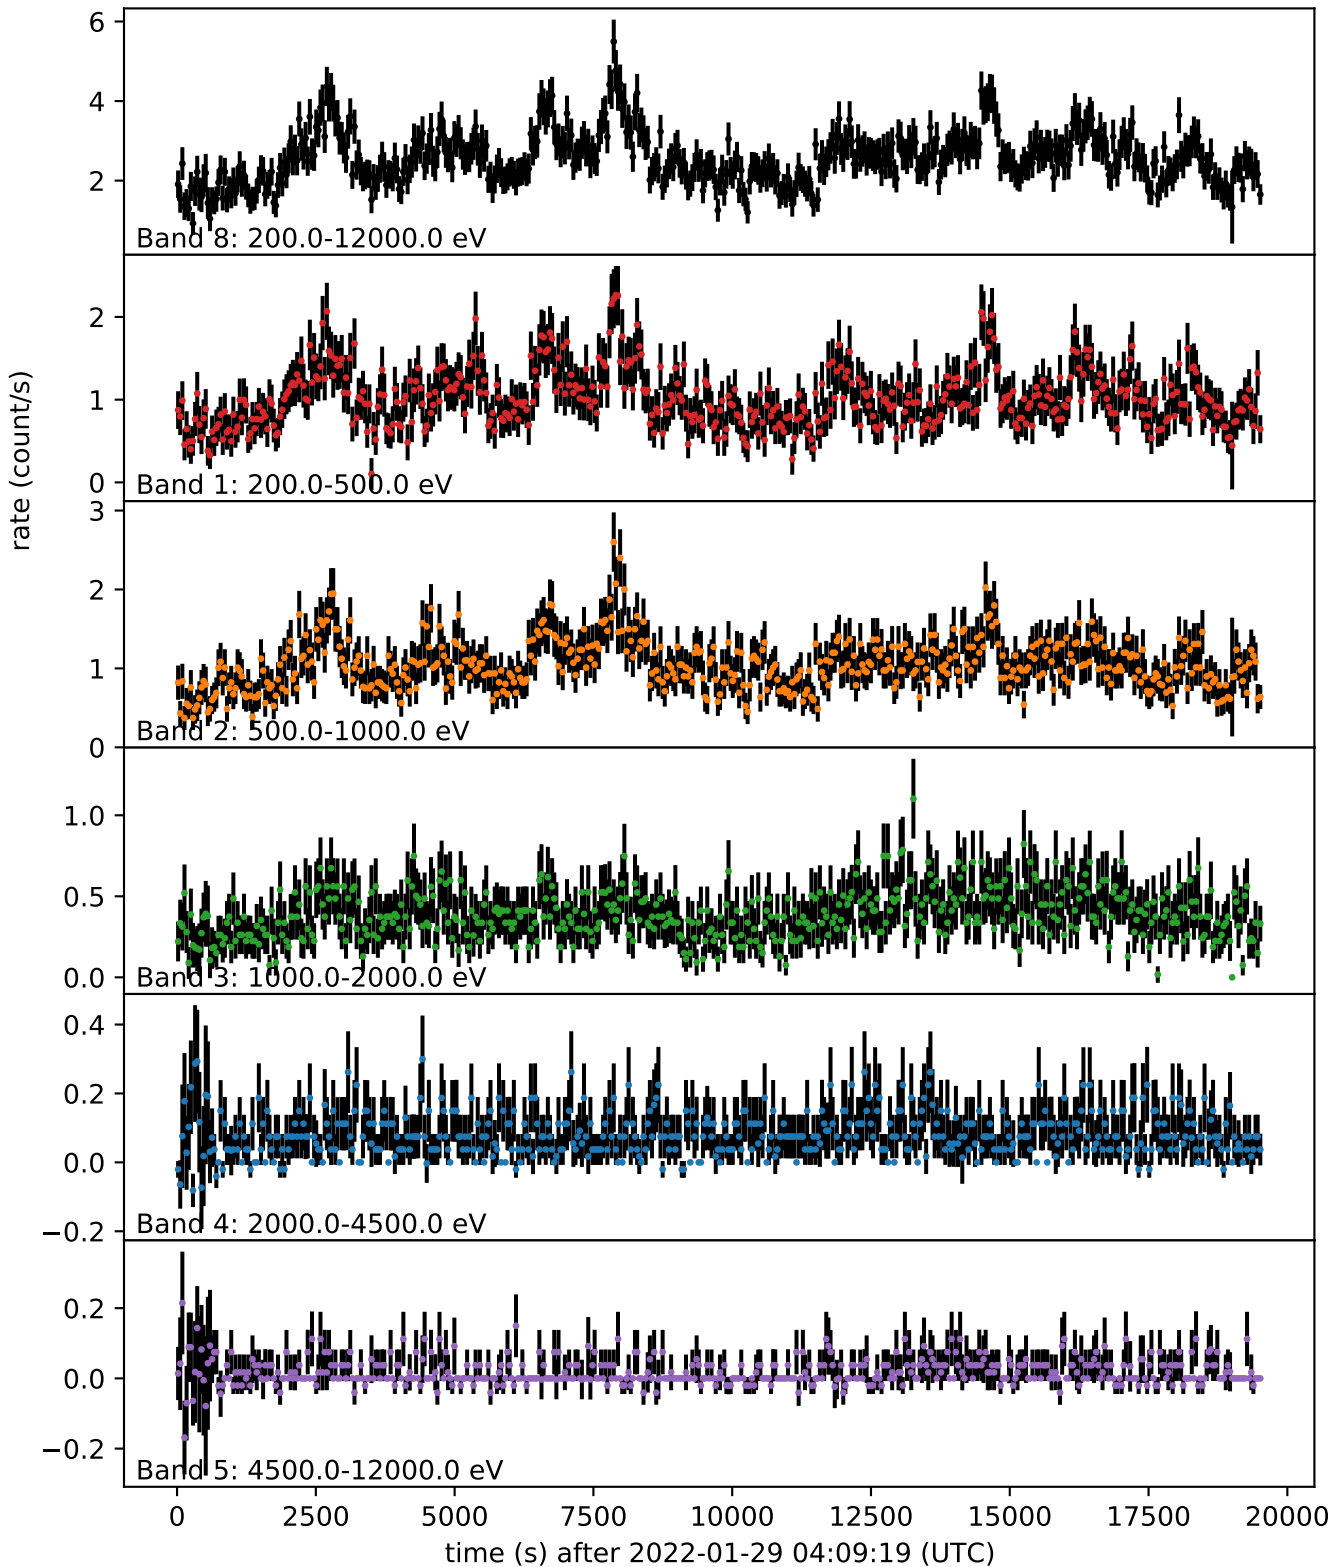 6
4
2
Band 8: 200.0-12000.0 eV
2
1
0
Band 1: 200.0-500.0 eV
rate (count/s)
3
2
1
0
Band 2: 500.0-1000.0 eV
1.0
0.5
0.0
Band 3: 1000.0-2000.0 eV
0.4
0.2
0.0
−0.2
Band 4: 2000.0-4500.0 eV
0.2
0.0
−0.2
Band 5: 4500.0-12000.0 eV
0 2500 5000 7500 10000 12500 15000 17500 20000
time (s) after 2022-01-29 04:09:19 (UTC)